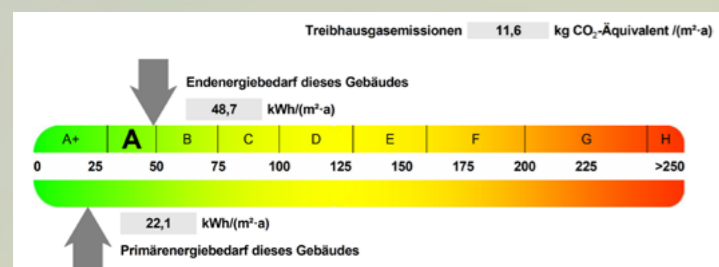 Treibhausgasemissionen 11,6 kg CO₂-Äquivalent /(m²·a)
Endenergiebedarf dieses Gebäudes
48,7 kWh/(m²·a)
A+ A B C D E F G H
0 25 50 75 100 125 150 175 200 225 >250
22,1 kWh/(m²·a)
Primärenergiebedarf dieses Gebäudes